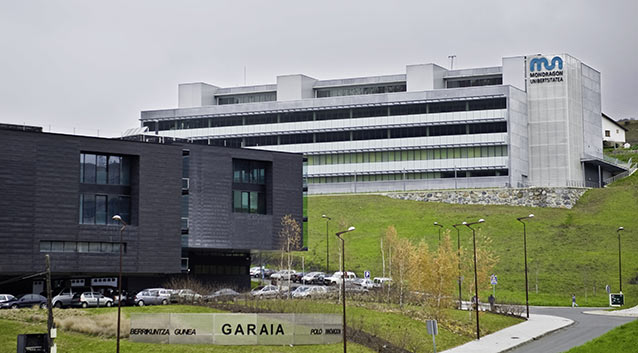 MONDRAGON
UNIBERTSITATEA
BERRIKUNTZA GUNEA GARAIA POLO INNOVACIÓN